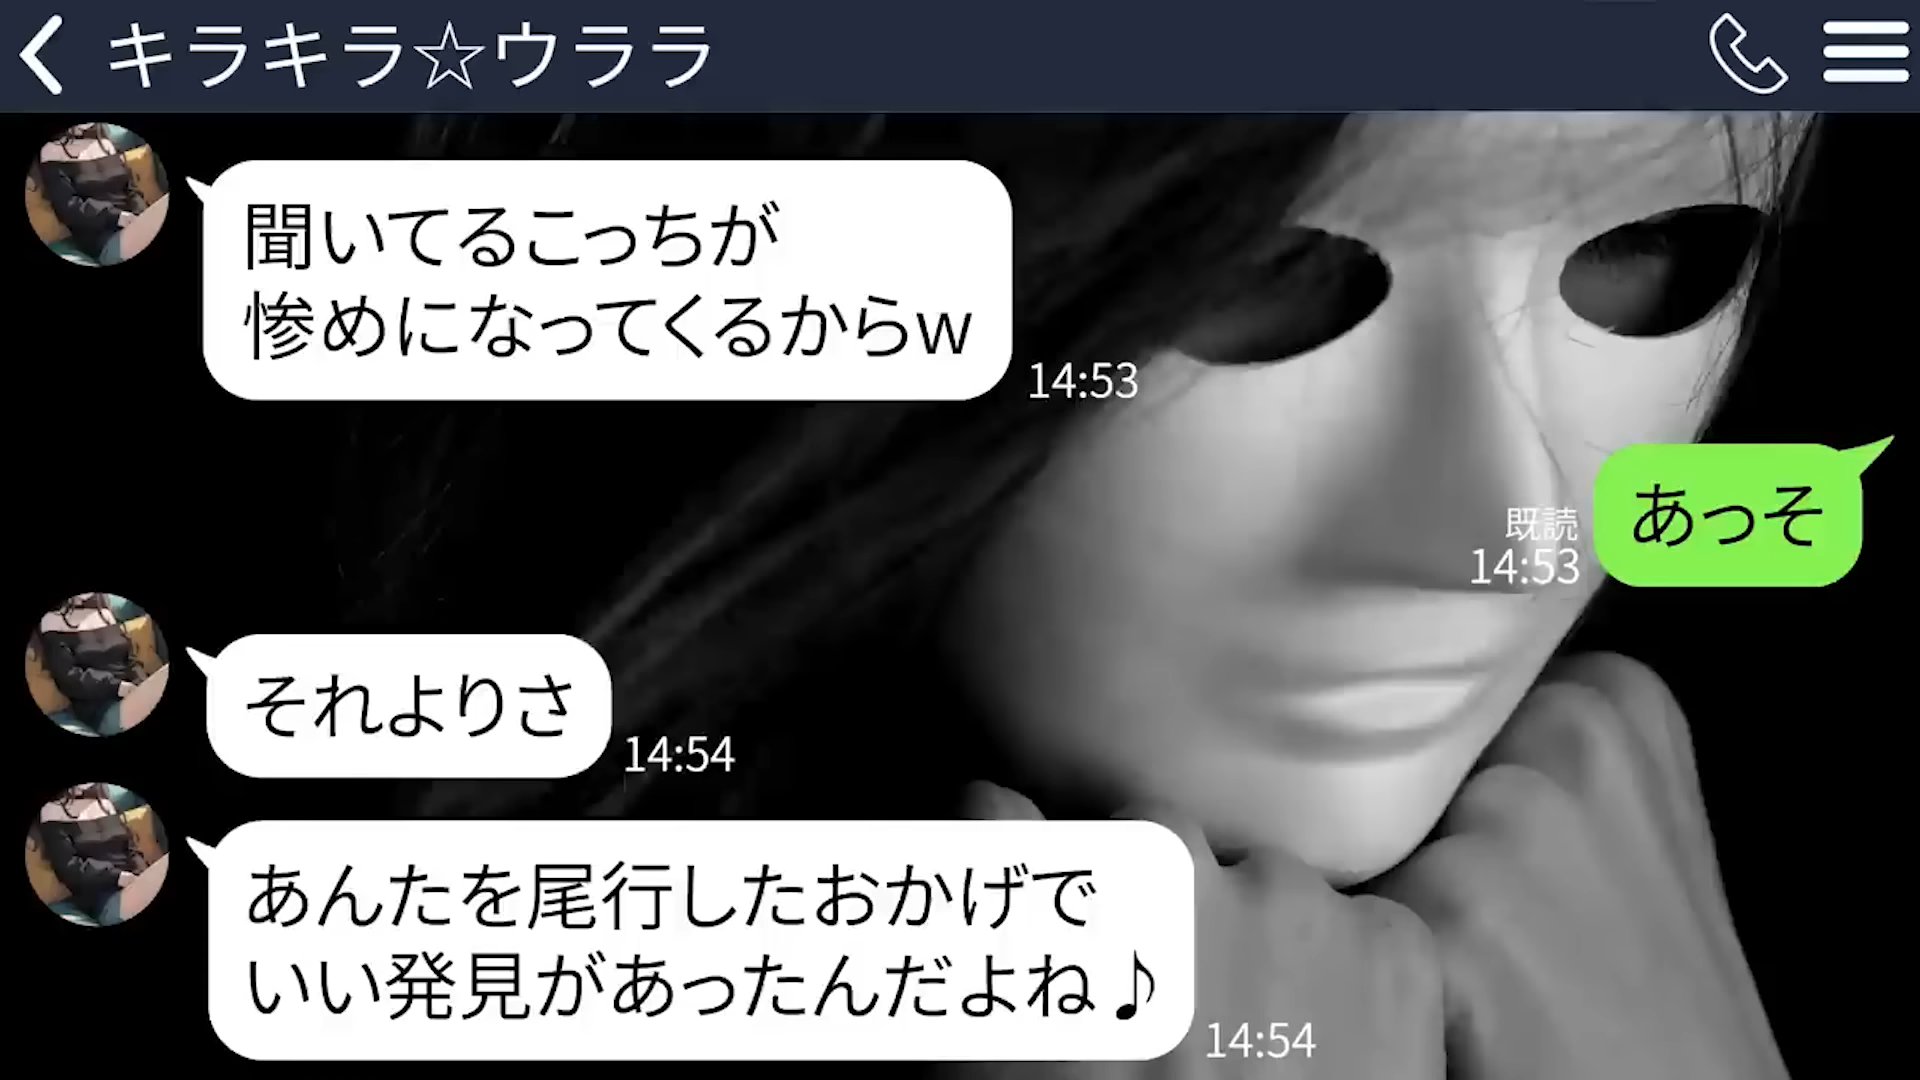 キラキラ☆ウララ
聞いてるこっちが
惨めになってくるからw
14:53
あっそ
既読
14:53
それよりさ
14:54
あんたを尾行したおかげで
いい発見があったんだよね♪
14:54